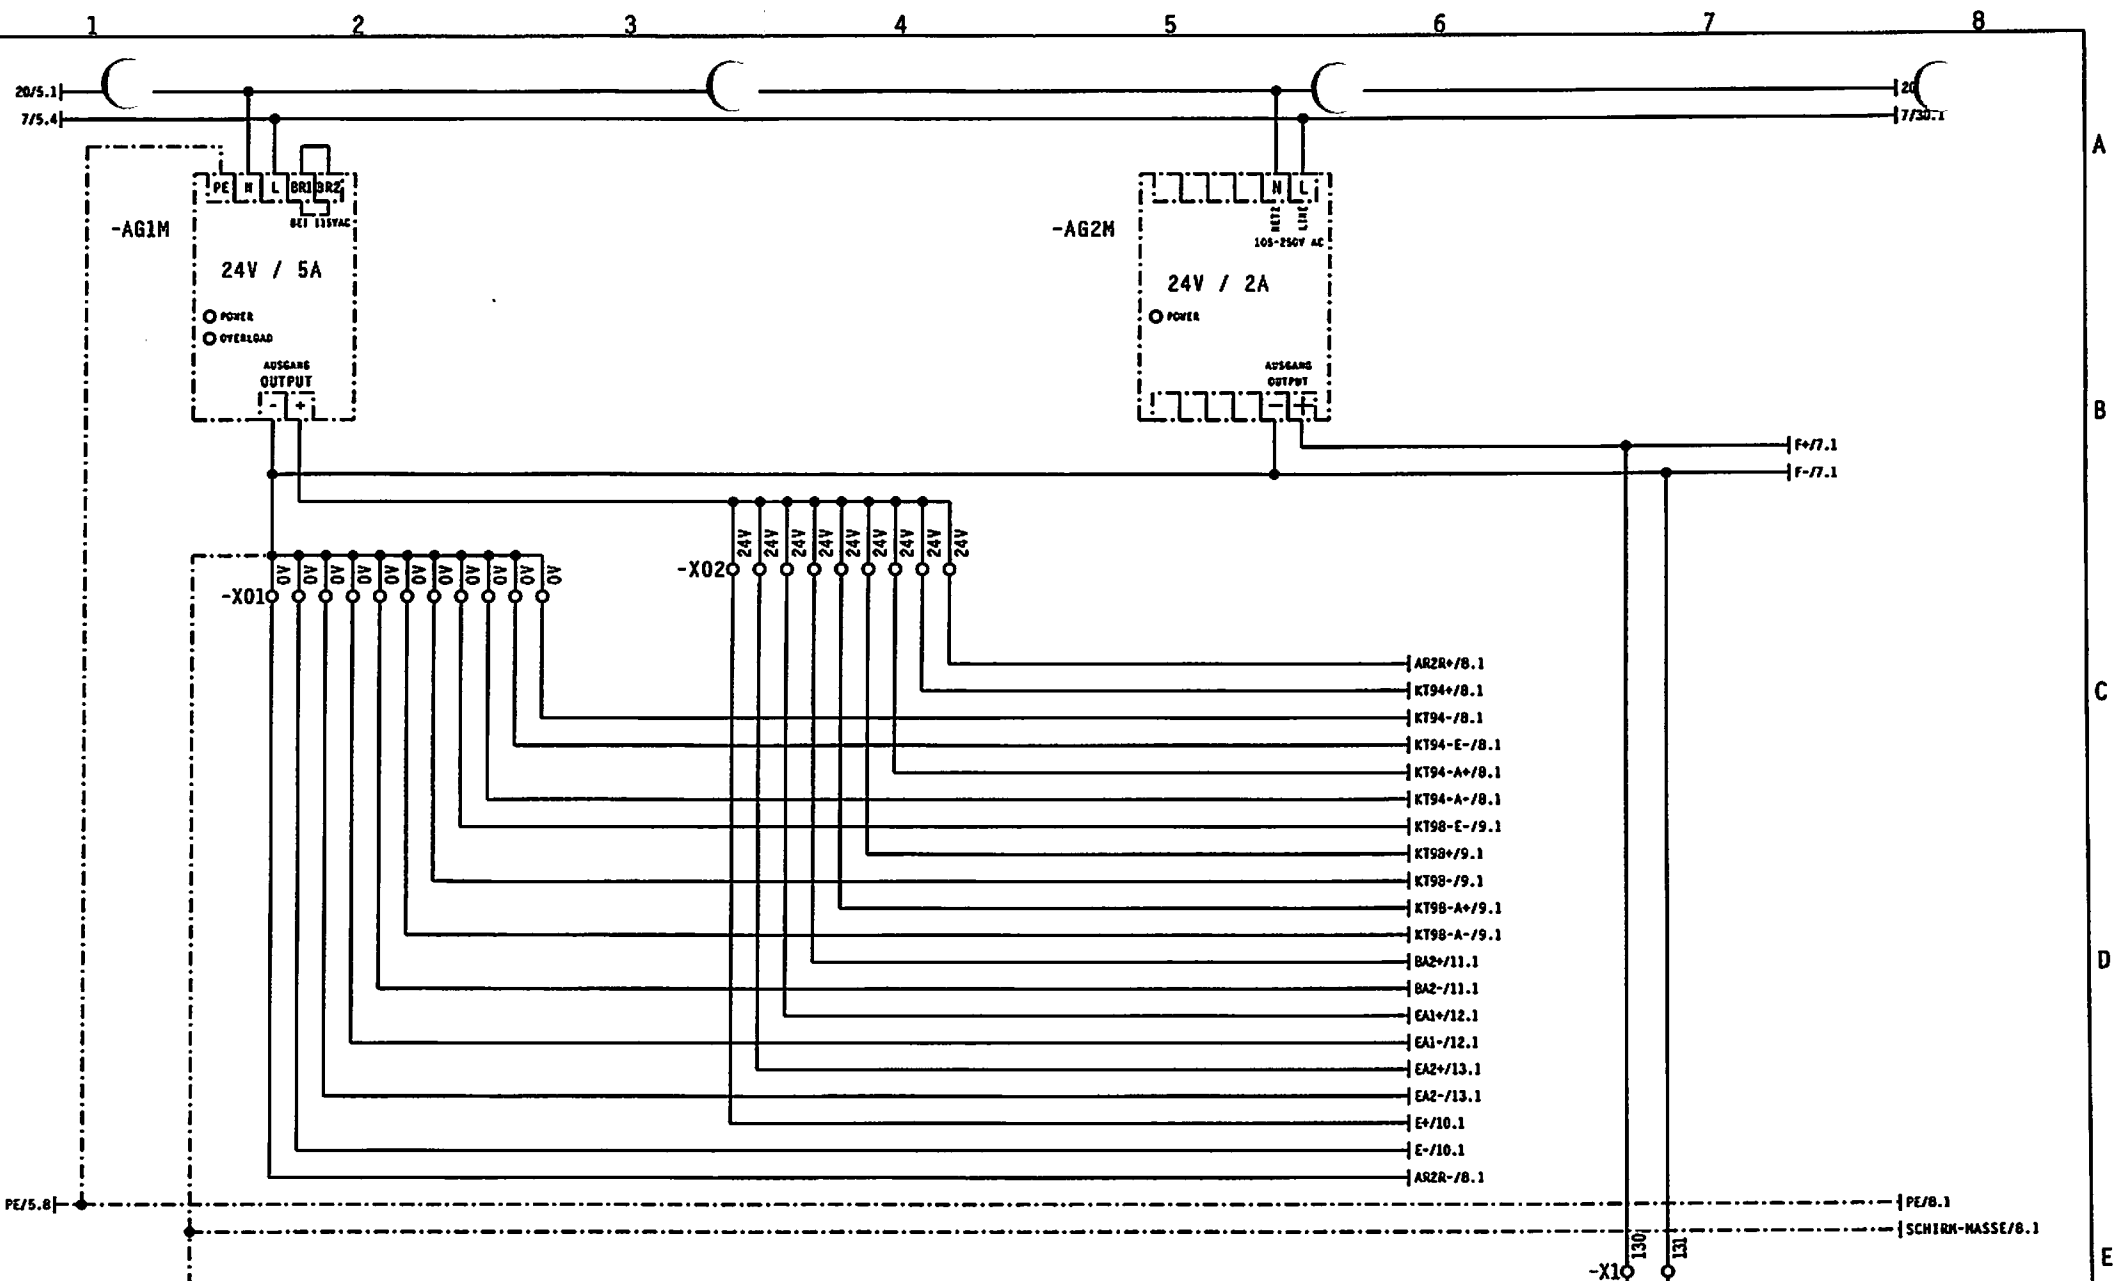 1 2 3 4 5 6 7 8
20/5.1
20
7/5.4
7/30.1
A
PE N L BR1 BR2
BEI 115VAC
-AG1M
24V / 5A
POWER
OVERLOAD
AUSGANG
OUTPUT
- +
N L
NET2 LINE
105-250V AC
-AG2M
24V / 2A
POWER
AUSGANG
OUTPUT
- +
B
F+/7.1
F-/7.1
24V 24V 24V 24V 24V 24V 24V 24V 24V
-X02
0V 0V 0V 0V 0V 0V 0V 0V 0V 0V 0V
-X01
AR2R+/8.1
KT94+/8.1
C
KT94-/8.1
KT94-E-/8.1
KT94-A+/8.1
KT94-A-/8.1
KT98-E-/9.1
KT98+/9.1
KT98-/9.1
KT98-A+/9.1
KT98-A-/9.1
BA2+/11.1
D
BA2-/11.1
EA1+/12.1
EA1-/12.1
EA2+/13.1
EA2-/13.1
E+/10.1
E-/10.1
AR2R-/8.1
PE/5.8
PE/8.1
SCHIRM-MASSE/8.1
130 131
E
-X1